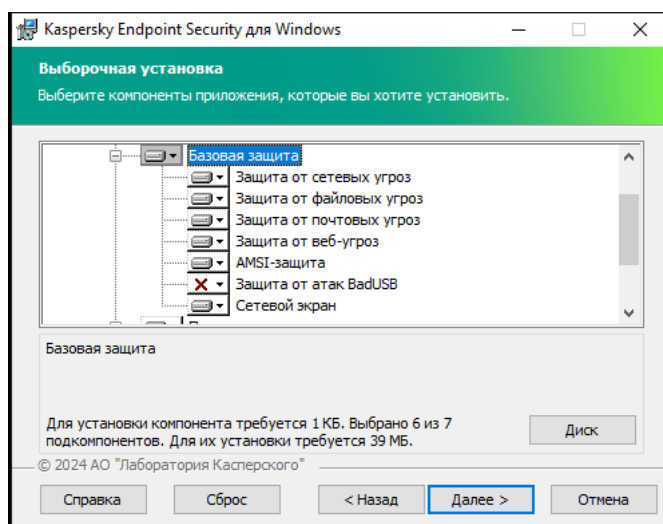 Kaspersky Endpoint Security для Windows
Выборочная установка
Выберите компоненты приложения, которые вы хотите установить.
Базовая защита
Защита от сетевых угроз
Защита от файловых угроз
Защита от почтовых угроз
Защита от веб-угроз
AMSI-защита
Защита от атак BadUSB
Сетевой экран
Базовая защита
Для установки компонента требуется 1 КБ. Выбрано 6 из 7
подкомпонентов. Для их установки требуется 39 МБ.
Диск
© 2024 АО "Лаборатория Касперского"
Справка
Сброс
< Назад
Далее >
Отмена